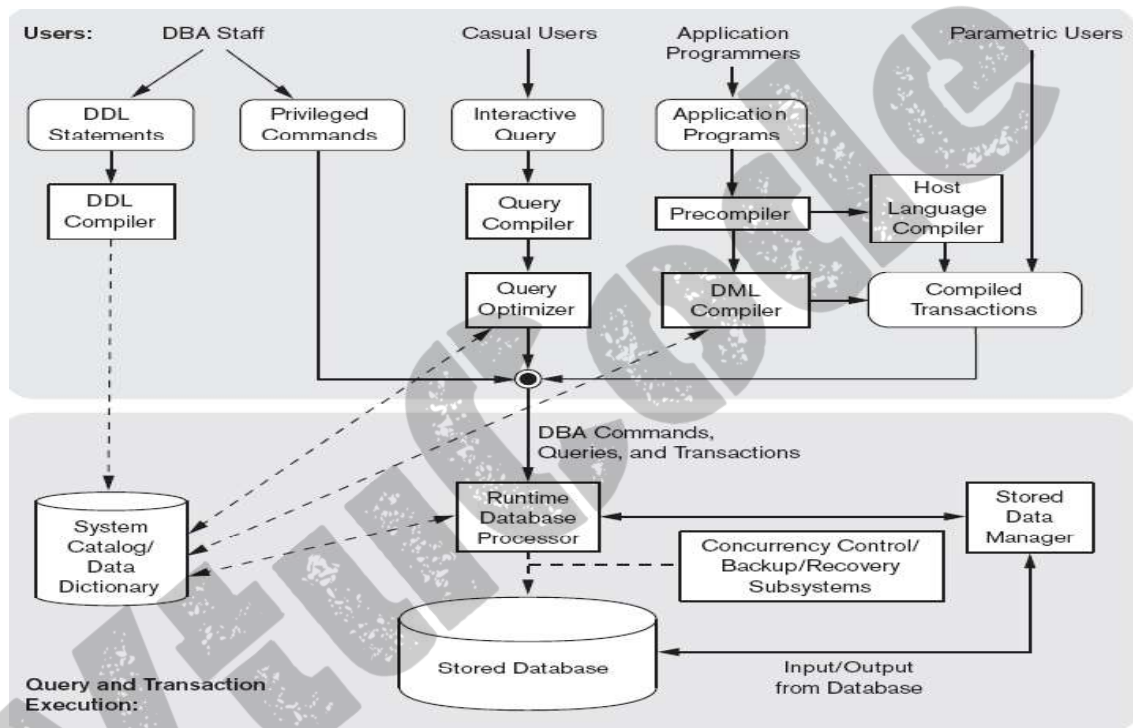 Users:
DBA Staff
Casual Users
Application
Programmers
Parametric Users
DDL
Statements
Privileged
Commands
Interactive
Query
Application
Programs
DDL
Compiler
Query
Compiler
Precompiler
Host
Language
Compiler
Query
Optimizer
DML
Compiler
Compiled
Transactions
DBA Commands,
Queries, and Transactions
System
Catalog/
Data
Dictionary
Runtime
Database
Processor
Stored
Data
Manager
Concurrency Control/
Backup/Recovery
Subsystems
Stored Database
Input/Output
from Database
Query and Transaction
Execution:
vtucircle